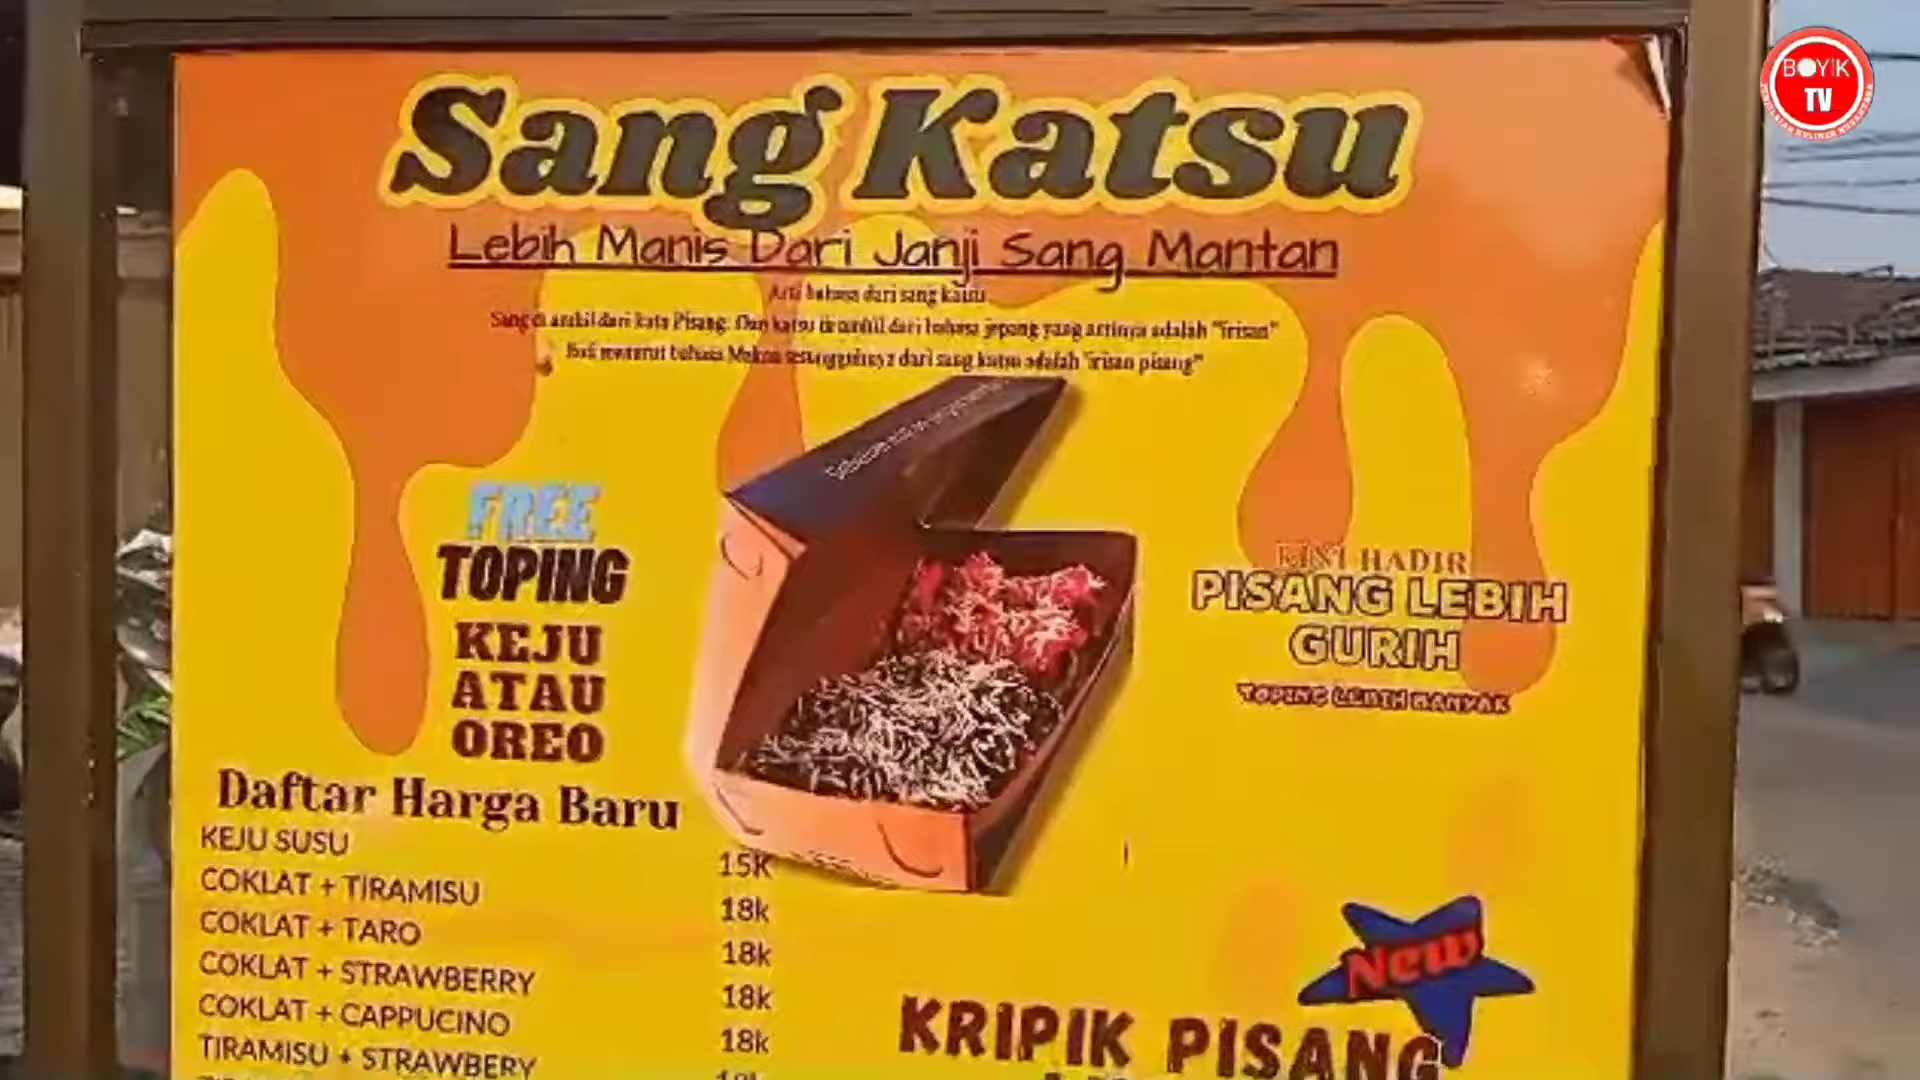 BOYIK
TV
Sang Katsu
Lebih Manis Dari Janji Sang Mantan
Arti bahasa dari sang katsu
Sang di ambil dari kata Pisang. Dan katsu di ambil dari bahasa jepang yang artinya adalah "irisan"
Jadi menurut bahasa Makna sesungguhnya dari sang katsu adalah "irisan pisang"
FREE
TOPING
KEJU
ATAU
OREO
KINI HADIR
PISANG LEBIH
GURIH
TOPING LEBIH BANYAK
Daftar Harga Baru
KEJU SUSU 15K
COKLAT + TIRAMISU 18k
COKLAT + TARO 18k
COKLAT + STRAWBERRY 18k
COKLAT + CAPPUCINO 18k
TIRAMISU + STRAWBERY
New
KRIPIK PISANG